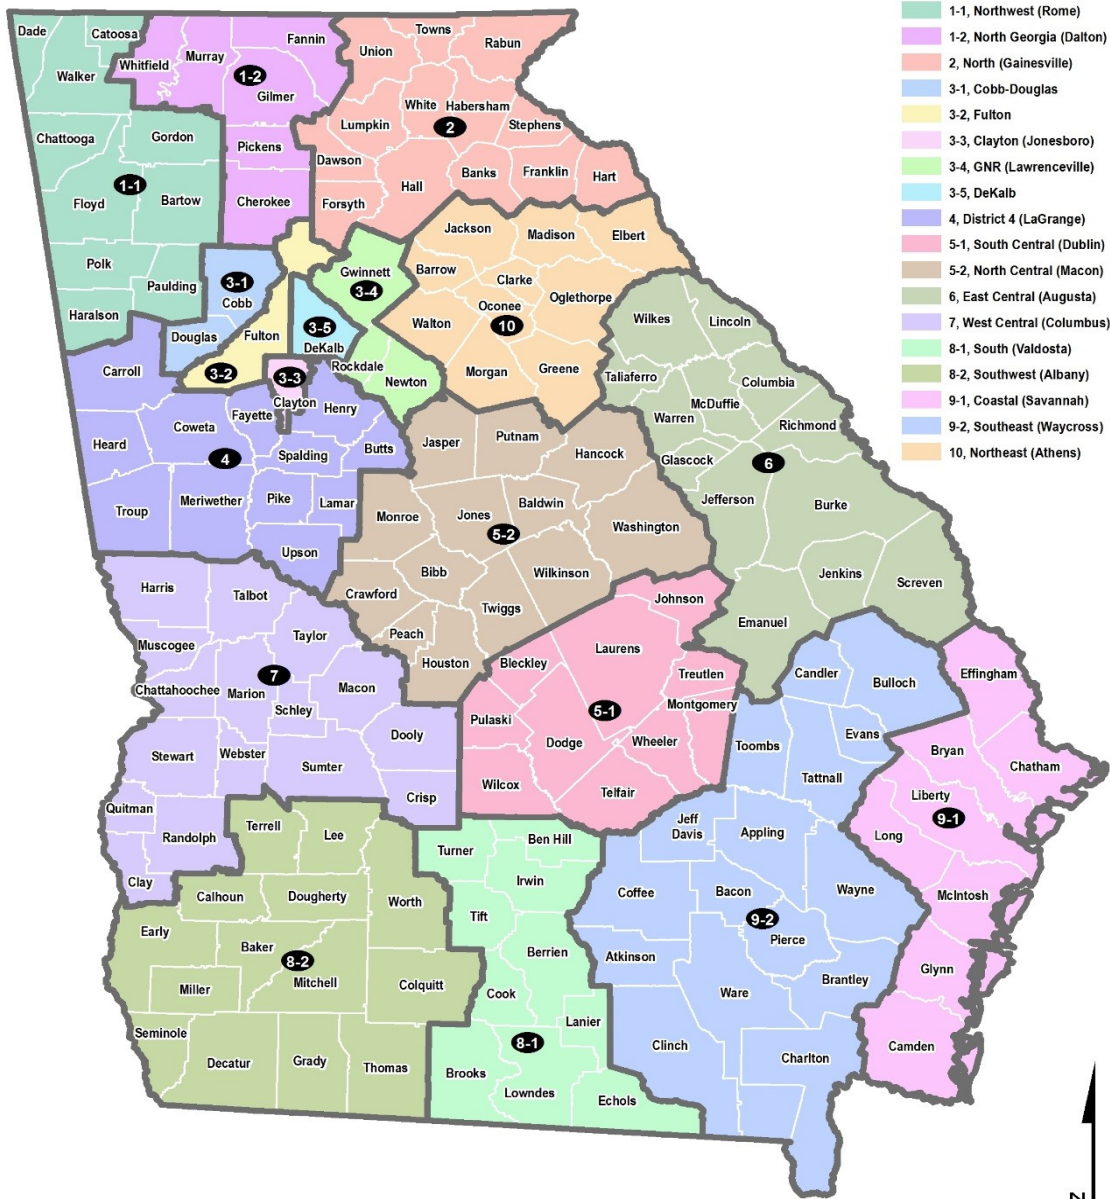 1-1, Northwest (Rome)
1-2, North Georgia (Dalton)
2, North (Gainesville)
3-1, Cobb-Douglas
3-2, Fulton
3-3, Clayton (Jonesboro)
3-4, GNR (Lawrenceville)
3-5, DeKalb
4, District 4 (LaGrange)
5-1, South Central (Dublin)
5-2, North Central (Macon)
6, East Central (Augusta)
7, West Central (Columbus)
8-1, South (Valdosta)
8-2, Southwest (Albany)
9-1, Coastal (Savannah)
9-2, Southeast (Waycross)
10, Northeast (Athens)
Dade
Catoosa
Walker
Chattooga
Gordon
1-1
Floyd
Bartow
Polk
Paulding
Haralson
Whitfield
Murray
Fannin
1-2
Gilmer
Pickens
Cherokee
Towns
Union
Rabun
White
Habersham
2
Lumpkin
Stephens
Dawson
Hall
Banks
Franklin
Hart
Forsyth
3-1
Cobb
Douglas
Fulton
3-2
3-3
Clayton
Gwinnett
3-4
Rockdale
Newton
3-5
DeKalb
Jackson
Madison
Elbert
Barrow
Clarke
Oconee
Oglethorpe
Walton
10
Morgan
Greene
Carroll
Fayette
Henry
Heard
Coweta
4
Spalding
Butts
Troup
Meriwether
Pike
Lamar
Upson
Jasper
Putnam
Hancock
Monroe
Jones
Baldwin
5-2
Washington
Bibb
Wilkinson
Crawford
Twiggs
Peach
Houston
Wilkes
Lincoln
Taliaferro
Columbia
McDuffie
Warren
Richmond
Glascock
6
Jefferson
Burke
Jenkins
Screven
Emanuel
Harris
Talbot
Muscogee
Taylor
7
Chattahoochee
Marion
Macon
Schley
Dooly
Stewart
Webster
Sumter
Quitman
Crisp
Randolph
Clay
Johnson
Laurens
Bleckley
Treutlen
Montgomery
Pulaski
5-1
Dodge
Wheeler
Wilcox
Telfair
Terrell
Lee
Calhoun
Dougherty
Worth
Early
Baker
8-2
Mitchell
Miller
Colquitt
Seminole
Decatur
Grady
Thomas
Turner
Ben Hill
Irwin
Tift
Berrien
Cook
Lanier
8-1
Brooks
Lowndes
Echols
Candler
Bulloch
Toombs
Evans
Tattnall
Jeff
Davis
Appling
Coffee
Bacon
Wayne
9-2
Pierce
Atkinson
Ware
Brantley
Clinch
Charlton
Effingham
Bryan
Chatham
Liberty
9-1
Long
McIntosh
Glynn
Camden
N